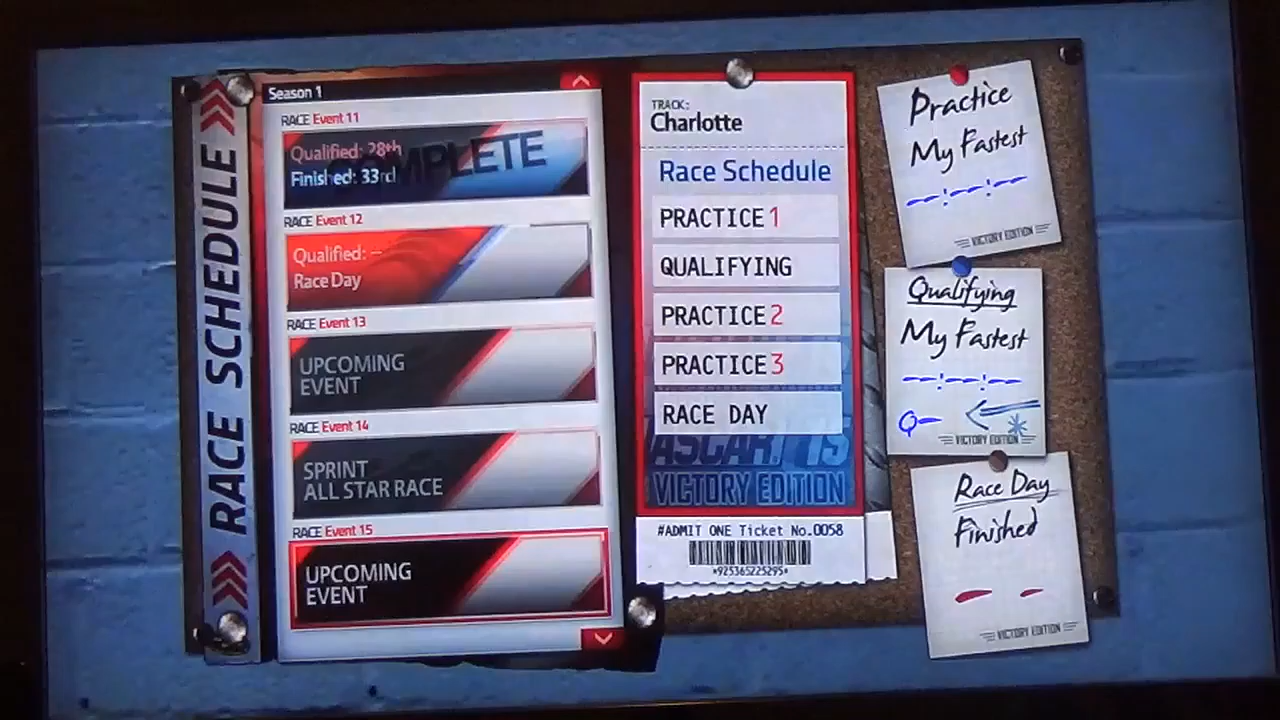 RACE SCHEDULE
Season 1
RACE Event 11
Qualified: 28th
Finished: 33rd
COMPLETE
RACE Event 12
Qualified: --
Race Day
RACE Event 13
UPCOMING
EVENT
RACE Event 14
SPRINT
ALL STAR RACE
RACE Event 15
UPCOMING
EVENT
TRACK:
Charlotte
Race Schedule
PRACTICE 1
QUALIFYING
PRACTICE 2
PRACTICE 3
RACE DAY
NASCAR '15
VICTORY EDITION
#ADMIT ONE Ticket No.0058
*925365225295*
Practice
My Fastest
--:--:--
VICTORY EDITION
Qualifying
My Fastest
--:--:--
Q-
VICTORY EDITION
Race Day
Finished
- -
VICTORY EDITION